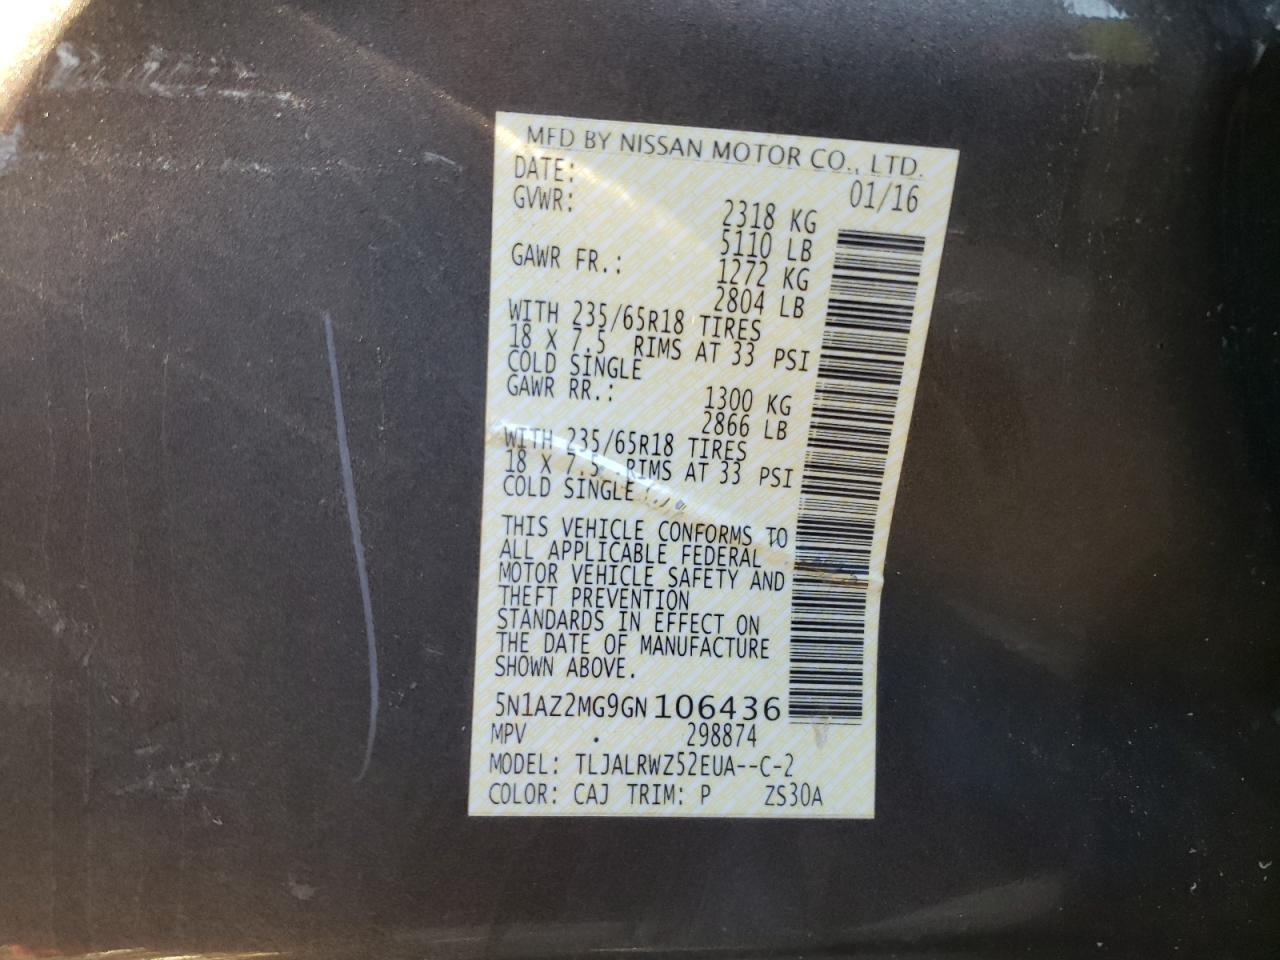 MFD BY NISSAN MOTOR CO., LTD.
DATE: 01/16
GVWR: 2318 KG
5110 LB
GAWR FR.: 1272 KG
2804 LB
WITH 235/65R18 TIRES
18 X 7.5 RIMS AT 33 PSI
COLD SINGLE
GAWR RR.: 1300 KG
2866 LB
WITH 235/65R18 TIRES
18 X 7.5 RIMS AT 33 PSI
COLD SINGLE (,)
THIS VEHICLE CONFORMS TO
ALL APPLICABLE FEDERAL
MOTOR VEHICLE SAFETY AND
THEFT PREVENTION
STANDARDS IN EFFECT ON
THE DATE OF MANUFACTURE
SHOWN ABOVE.
5N1AZ2MG9GN106436
MPV . 298874
MODEL: TLJALRWZ52EUA--C-2
COLOR: CAJ TRIM: P ZS30A